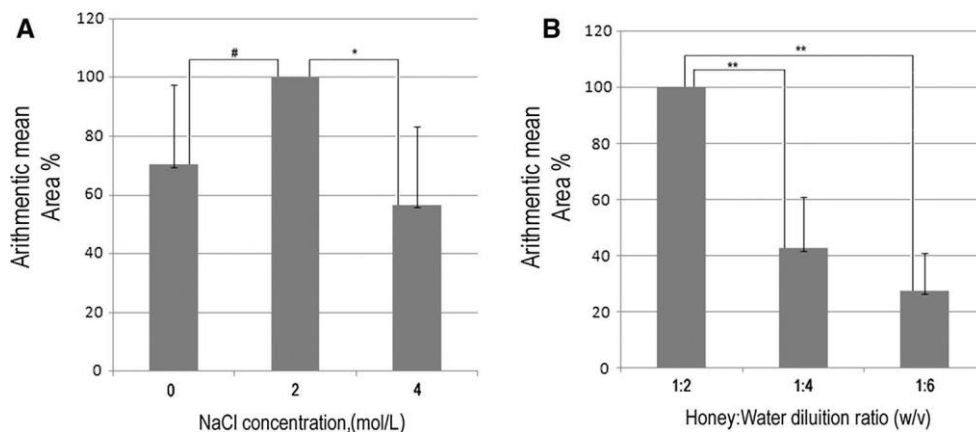 A
120
100
80
60
40
20
0
#
*
0 2 4
Arithmentic mean
Area %
NaCl concentration,(mol/L)
B
120
100
80
60
40
20
0
**
**
1:2 1:4 1:6
Arithmentic mean
Area %
Honey:Water diluition ratio (w/v)